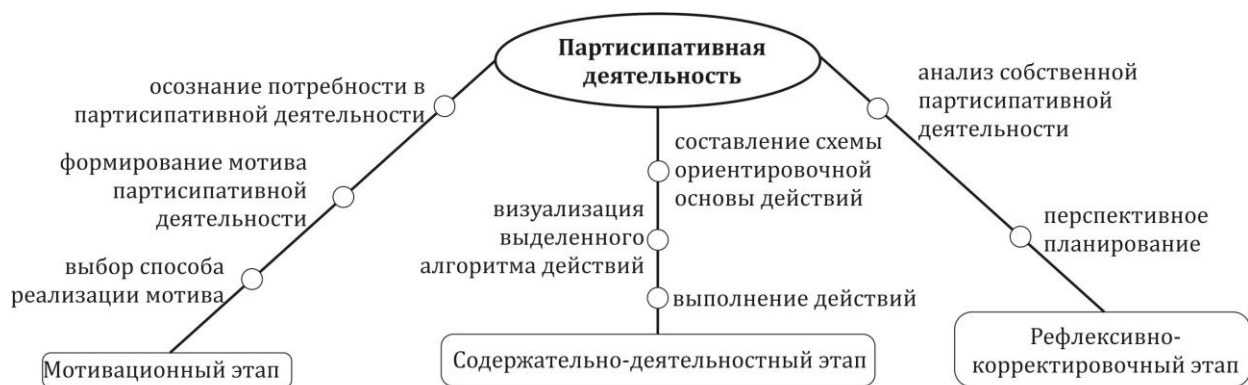 Партисипативная
деятельность
осознание потребности в
партисипативной деятельности
формирование мотива
партисипативной
деятельности
выбор способа
реализации мотива
Мотивационный этап
составление схемы
ориентировочной
основы действий
визуализация
выделенного
алгоритма действий
выполнение действий
Содержательно-деятельностный этап
анализ собственной
партисипативной
деятельности
перспективное
планирование
Рефлексивно-
корректировочный этап